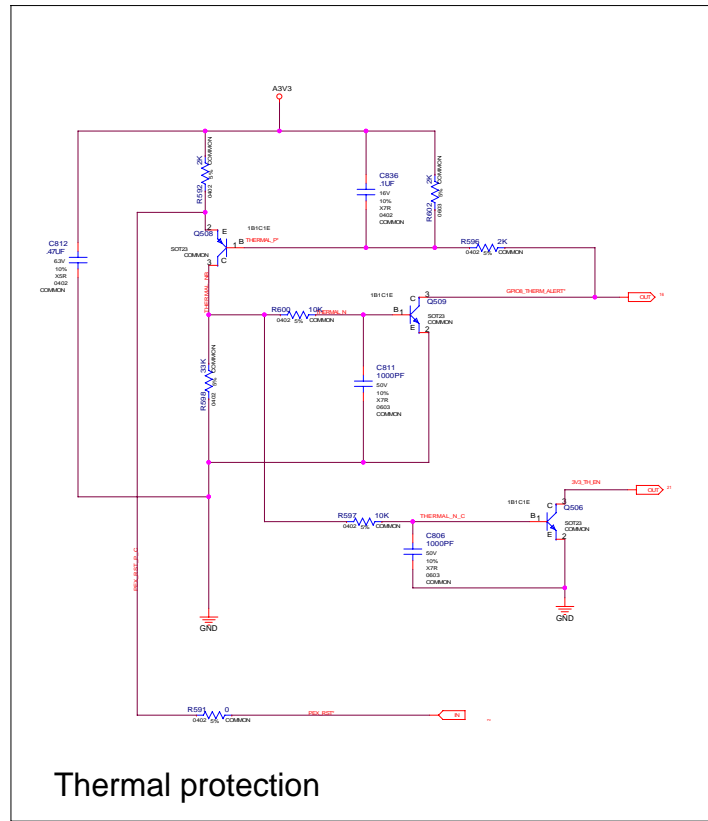 A3V3
2K
COMMON
5%
R592
0402
C836
.1UF
16V
10%
X7R
0402
COMMON
2K
COMMON
5%
R602
0603
C812
.47UF
6.3V
10%
X5R
0402
COMMON
2
E
Q508
1B1C1E
1 B THERMAL_P*
SOT23
COMMON
3
C
R596 2K
0402 5% COMMON
THERMAL_NB
1B1C1E
C
3
Q509
GPIO8_THERM_ALERT*
OUT
16
R600 10K
0402 5% COMMON
THERMAL_N
B 1
SOT23
COMMON
E
2
33K
COMMON
5%
R598
0402
C811
1000PF
50V
10%
X7R
0603
COMMON
3V3_TH_EN
OUT
27
1B1C1E
C
3
Q506
R597 10K
0402 5% COMMON
THERMAL_N_C
B 1
SOT23
COMMON
E
2
C806
1000PF
50V
10%
X7R
0603
COMMON
PEX_RST_P_C
GND
GND
R591 0
0402 5% COMMON
PEX_RST*
IN
Thermal protection